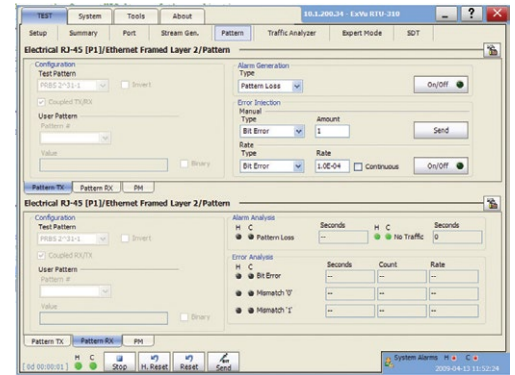 TEST System Tools About 10.1.200.34 - EXFO RTU-310 ? X
Setup Summary Port Stream Gen. Pattern Traffic Analyzer Expert Mode SDT
Electrical RJ-45 [P1]/Ethernet Framed Layer 2/Pattern
Configuration Alarm Generation
Test Pattern Type
PRBS 2^31-1 Invert Pattern Loss On/Off
Coupled TX/RX Error Injection
Manual
User Pattern Type Amount
Pattern # Bit Error 1 Send
Rate
Value Type Rate
Binary Bit Error 1.0E-04 Continuous On/Off
Pattern TX Pattern RX PM
Electrical RJ-45 [P1]/Ethernet Framed Layer 2/Pattern
Configuration Alarm Analysis
Test Pattern H C Seconds H C Seconds
PRBS 2^31-1 Invert Pattern Loss -- No Traffic 0
Coupled RX/TX Error Analysis
User Pattern H C Seconds Count Rate
Pattern # Bit Error -- -- --
Mismatch '0' -- -- --
Value
Binary Mismatch '1' -- -- --
Pattern TX Pattern RX PM
H C System Alarms H C
[ 0d 00:00:01 ] Stop H. Reset Reset Send 2009-04-13 11:52:24